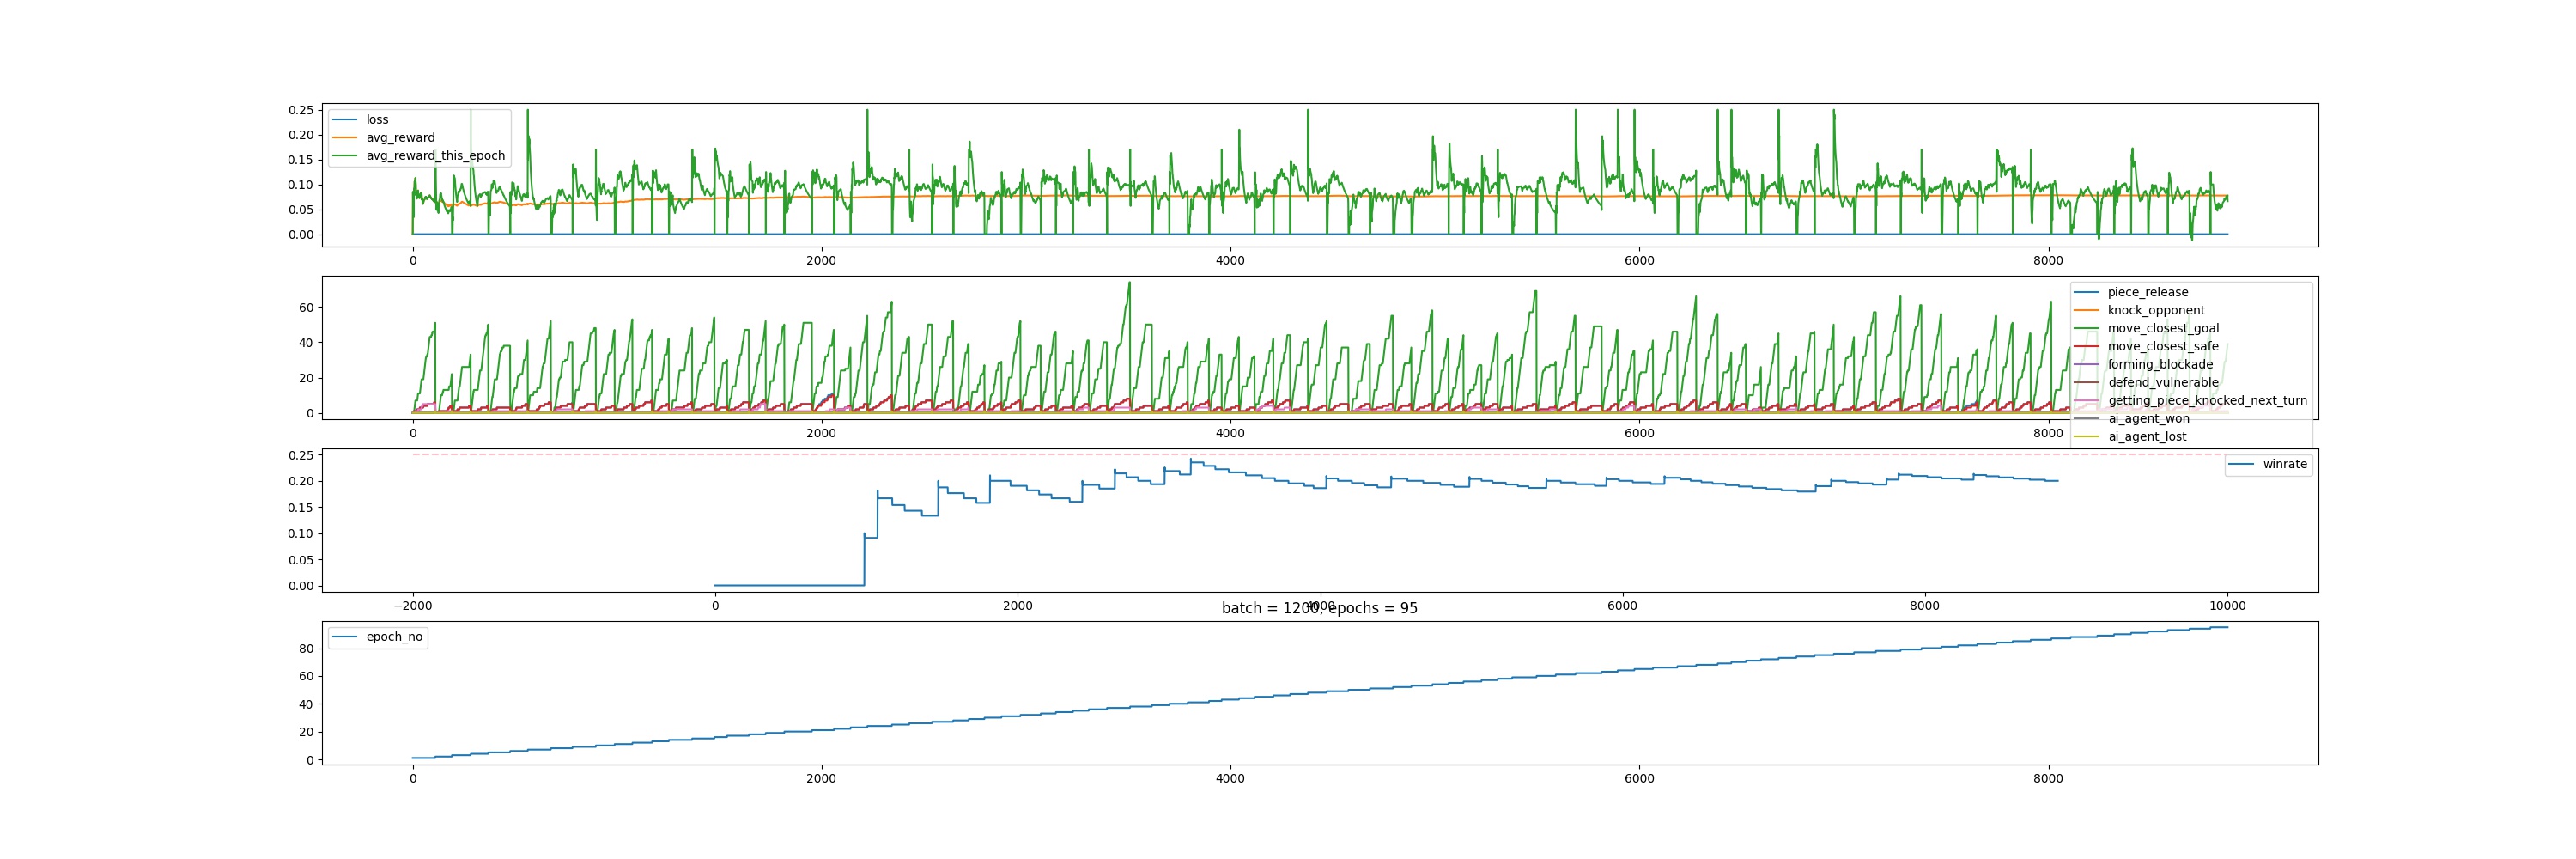 0.25
0.20
0.15
0.10
0.05
0.00
loss
avg_reward
avg_reward_this_epoch
0 2000 4000 6000 8000
60
40
20
0
piece_release
knock_opponent
move_closest_goal
move_closest_safe
forming_blockade
defend_vulnerable
getting_piece_knocked_next_turn
ai_agent_won
ai_agent_lost
0 2000 4000 6000 8000
0.25
0.20
0.15
0.10
0.05
0.00
winrate
−2000 0 2000 4000 6000 8000 10000
batch = 1200, epochs = 95
80
60
40
20
0
epoch_no
0 2000 4000 6000 8000